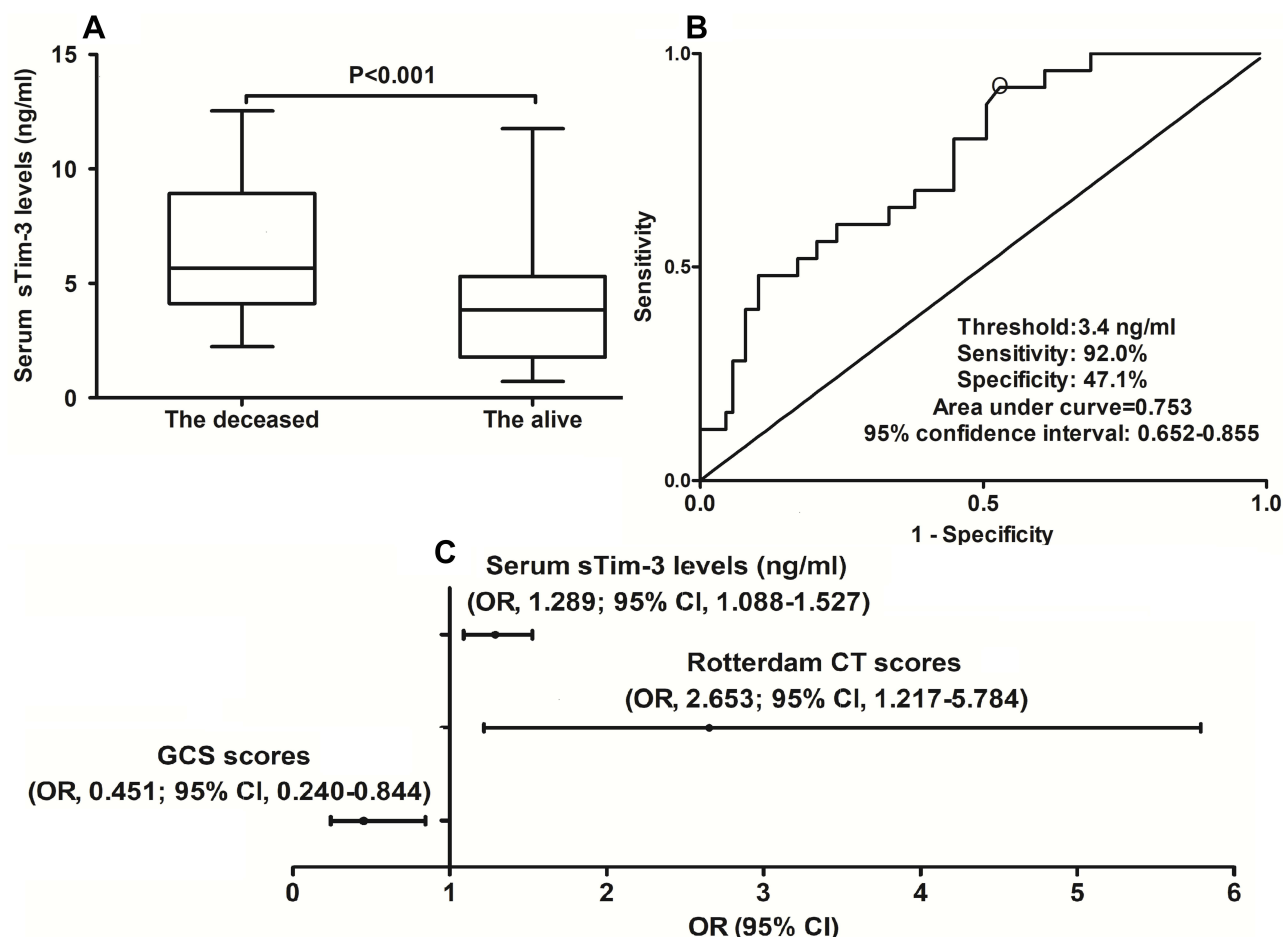 A
15
10
5
0
Serum sTim-3 levels (ng/ml)
P<0.001
The deceased
The alive
B
1.0
0.5
0.0
Sensitivity
Threshold:3.4 ng/ml
Sensitivity: 92.0%
Specificity: 47.1%
Area under curve=0.753
95% confidence interval: 0.652-0.855
0.0
0.5
1.0
1 - Specificity
C
Serum sTim-3 levels (ng/ml)
(OR, 1.289; 95% CI, 1.088-1.527)
Rotterdam CT scores
(OR, 2.653; 95% CI, 1.217-5.784)
GCS scores
(OR, 0.451; 95% CI, 0.240-0.844)
0
1
2
3
4
5
6
OR (95% CI)